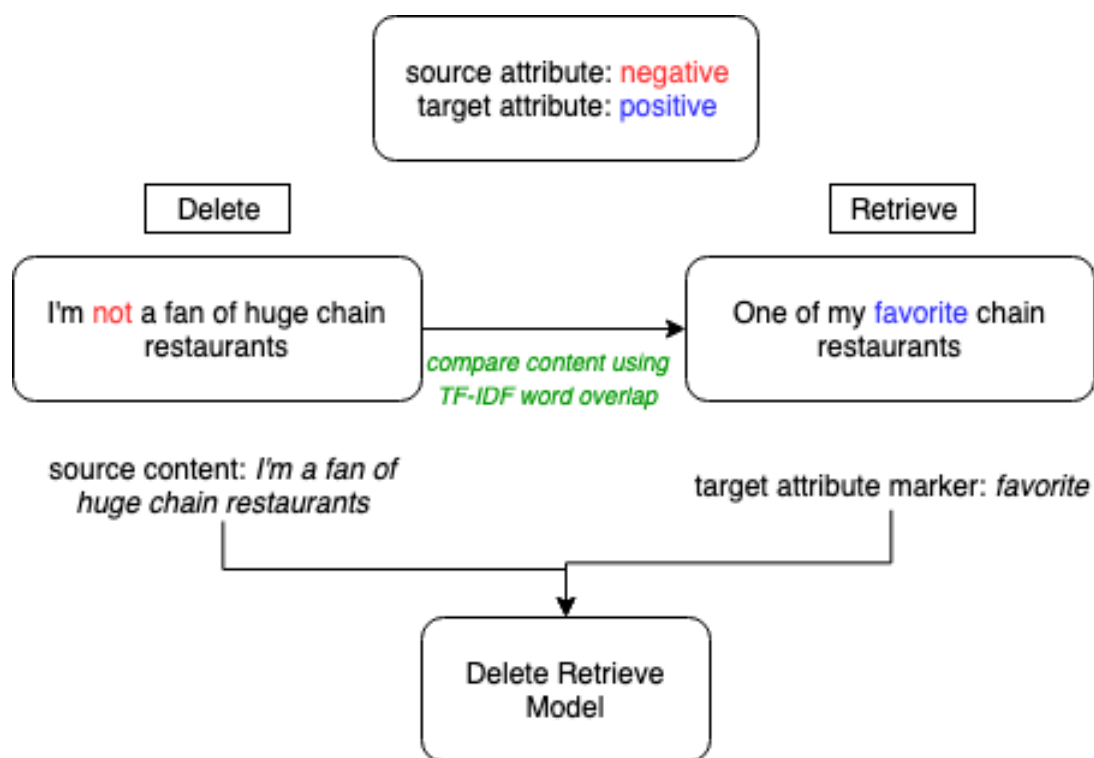 source attribute: negative
target attribute: positive
Delete
Retrieve
I'm not a fan of huge chain
restaurants
compare content using
TF-IDF word overlap
One of my favorite chain
restaurants
source content: I'm a fan of
huge chain restaurants
target attribute marker: favorite
Delete Retrieve
Model